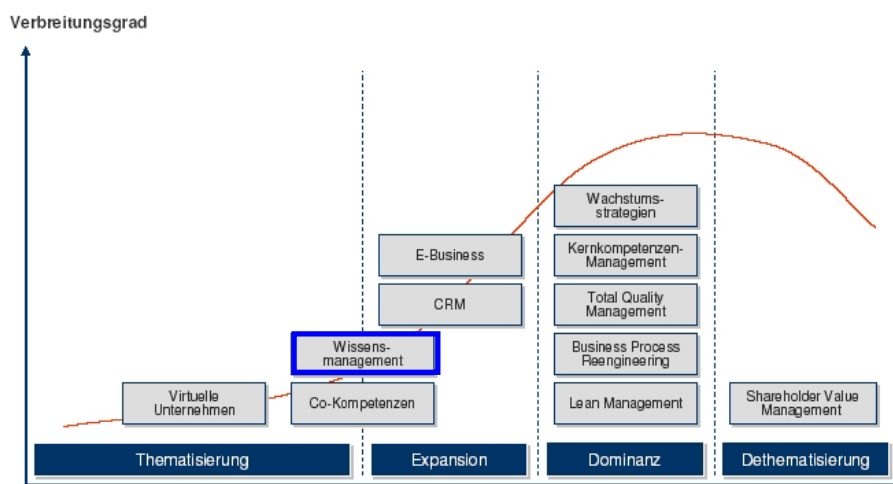 Verbreitungsgrad
Wachstums-
strategien
E-Business
Kernkompetenzen-
Management
CRM
Total Quality
Management
Wissens-
management
Business Process
Reengineering
Virtuelle
Unternehmen
Co-Kompetenzen
Lean Management
Shareholder Value
Management
Thematisierung
Expansion
Dominanz
Dethematisierung